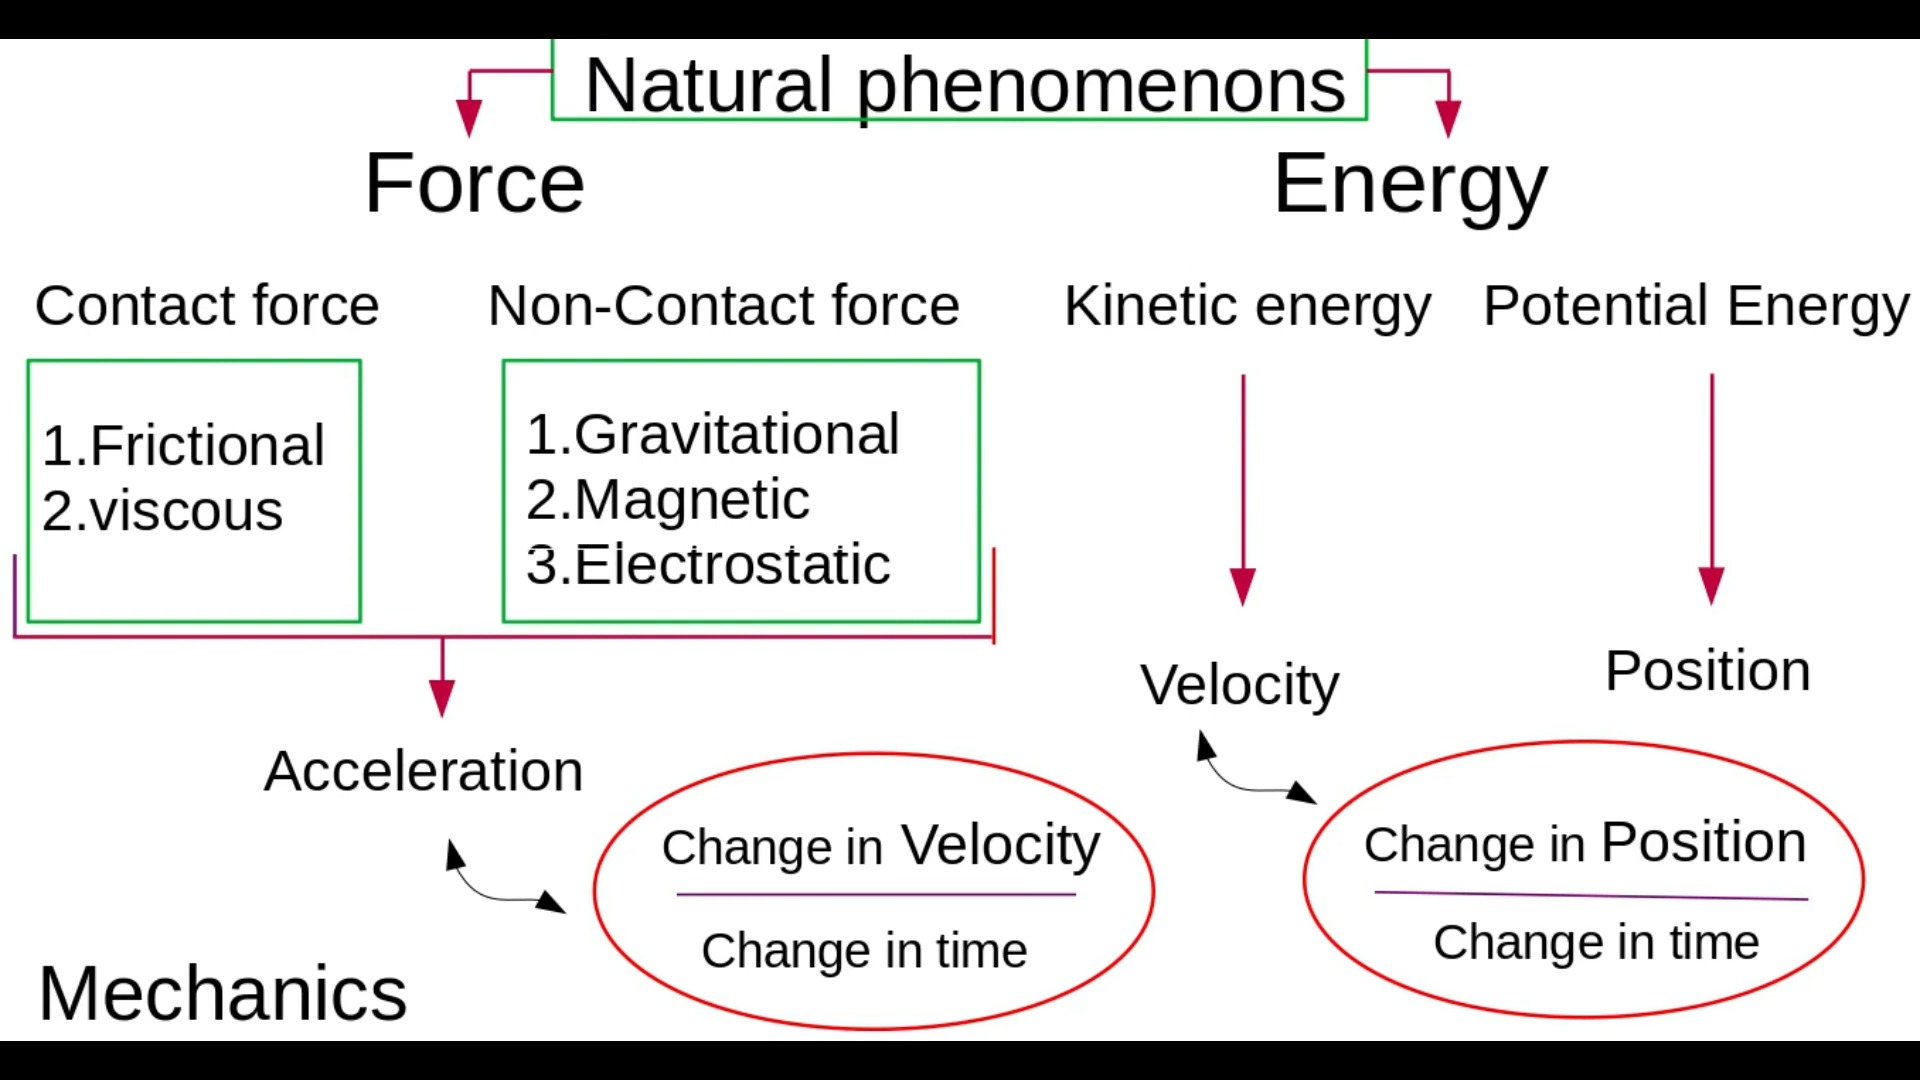 Natural phenomenons
Force
Energy
Contact force
Non-Contact force
Kinetic energy
Potential Energy
1.Frictional
2.viscous
1.Gravitational
2.Magnetic
3.Electrostatic
Velocity
Position
Acceleration
Change in Velocity
Change in time
Change in Position
Change in time
Mechanics